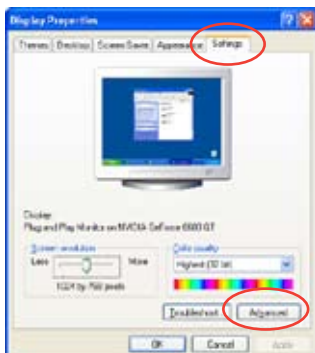 Display Properties
Themes Desktop Screen Saver Appearance Settings
Display:
Plug and Play Monitor on NVIDIA GeForce 6600 GT
Screen resolution
Less More
1024 by 768 pixels
Color quality
Highest (32 bit)
Troubleshoot... Advanced
OK Cancel Apply